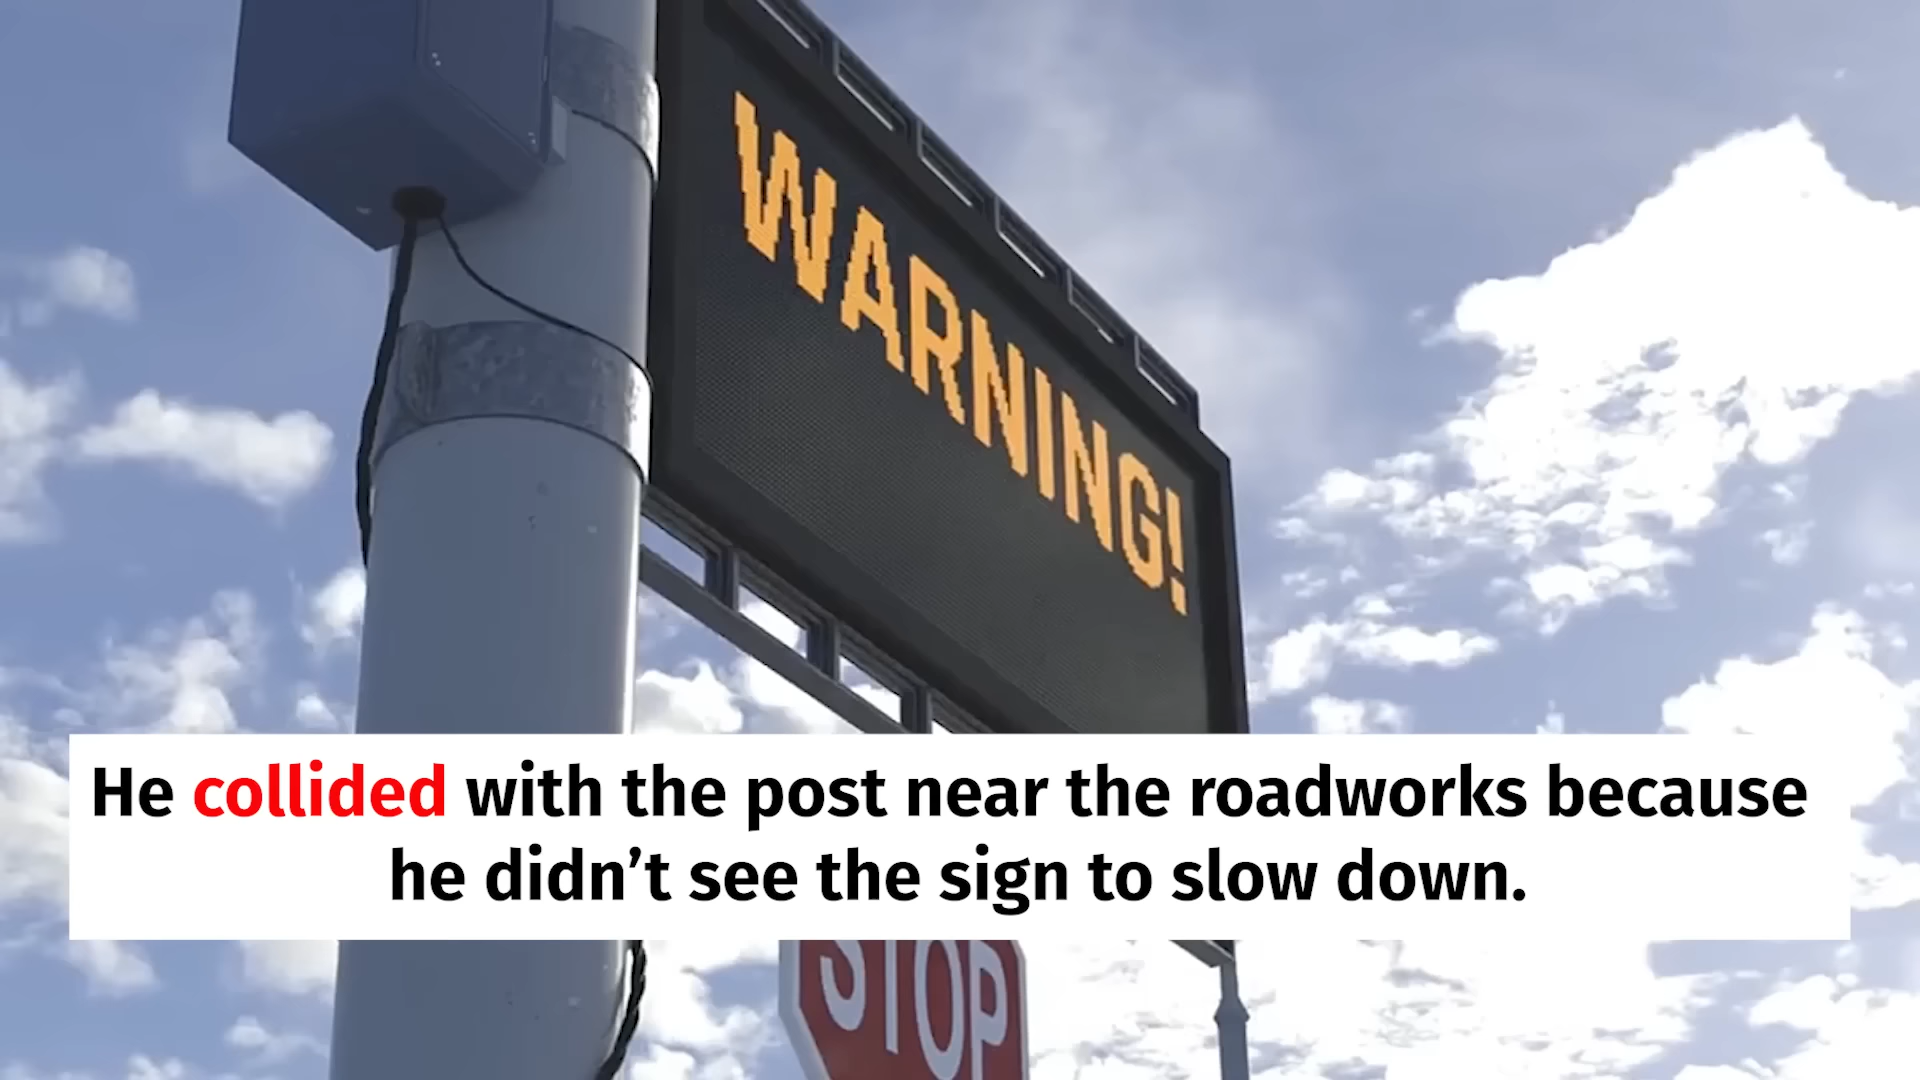 WARNING!
He collided with the post near the roadworks because
he didn’t see the sign to slow down.
STOP